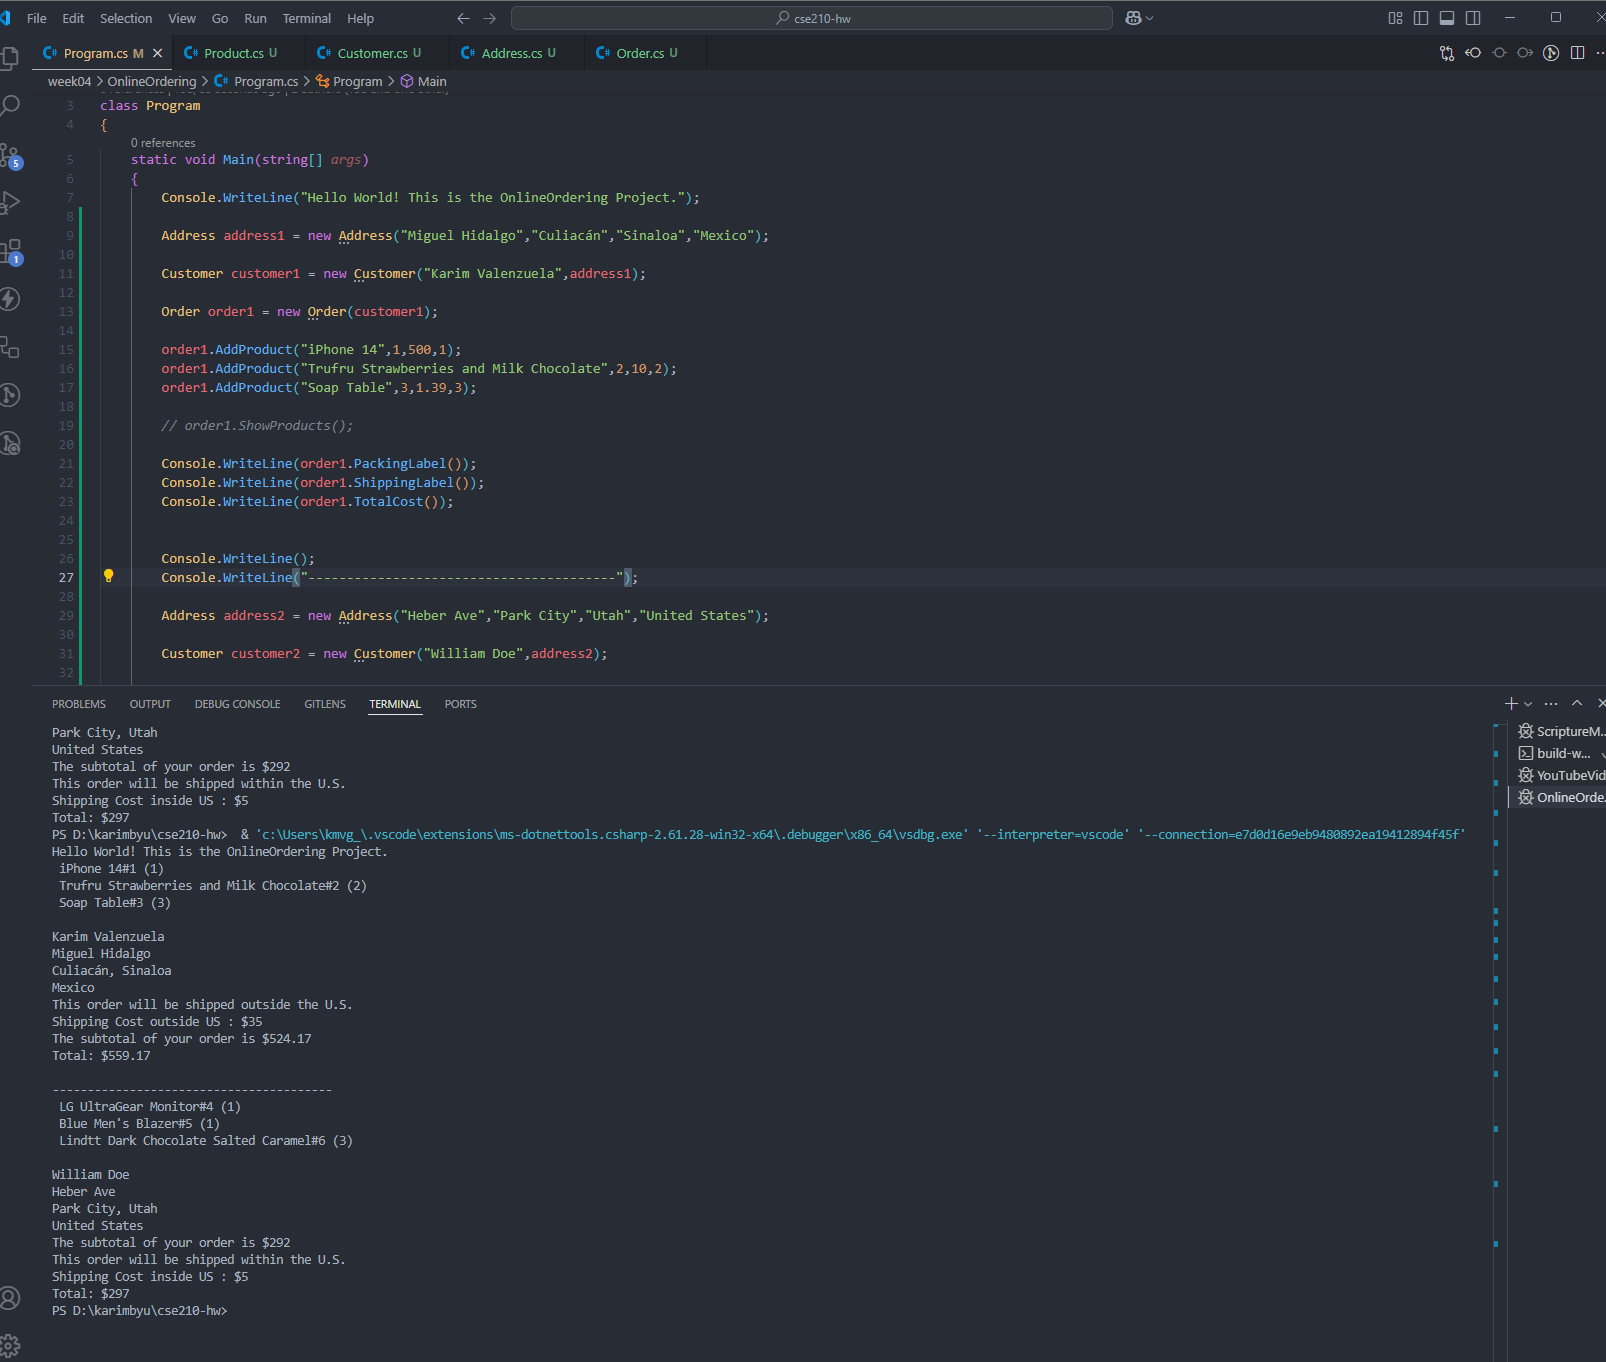 File Edit Selection View Go Run Terminal Help
cse210-hw
Program.cs M Product.cs U Customer.cs U Address.cs U Order.cs U
week04 > OnlineOrdering > Program.cs > Program > Main
3 class Program
4 {
0 references
5 static void Main(string[] args)
6 {
7 Console.WriteLine("Hello World! This is the OnlineOrdering Project.");
8
9 Address address1 = new Address("Miguel Hidalgo","Culiacán","Sinaloa","Mexico");
10
11 Customer customer1 = new Customer("Karim Valenzuela",address1);
12
13 Order order1 = new Order(customer1);
14
15 order1.AddProduct("iPhone 14",1,500,1);
16 order1.AddProduct("Trufru Strawberries and Milk Chocolate",2,10,2);
17 order1.AddProduct("Soap Table",3,1.39,3);
18
19 // order1.ShowProducts();
20
21 Console.WriteLine(order1.PackingLabel());
22 Console.WriteLine(order1.ShippingLabel());
23 Console.WriteLine(order1.TotalCost());
24
25
26 Console.WriteLine();
27 Console.WriteLine("----------------------------------------");
28
29 Address address2 = new Address("Heber Ave","Park City","Utah","United States");
30
31 Customer customer2 = new Customer("William Doe",address2);
32
5
1
PROBLEMS OUTPUT DEBUG CONSOLE GITLENS TERMINAL PORTS
Park City, Utah
United States
The subtotal of your order is $292
This order will be shipped within the U.S.
Shipping Cost inside US : $5
Total: $297
PS D:\karimbyu\cse210-hw> & 'c:\Users\kmvg_\.vscode\extensions\ms-dotnettools.csharp-2.61.28-win32-x64\.debugger\x86_64\vsdbg.exe' '--interpreter=vscode' '--connection=e7d0d16e9eb9480892ea19412894f45f'
Hello World! This is the OnlineOrdering Project.
iPhone 14#1 (1)
Trufru Strawberries and Milk Chocolate#2 (2)
Soap Table#3 (3)
Karim Valenzuela
Miguel Hidalgo
Culiacán, Sinaloa
Mexico
This order will be shipped outside the U.S.
Shipping Cost outside US : $35
The subtotal of your order is $524.17
Total: $559.17
----------------------------------------
LG UltraGear Monitor#4 (1)
Blue Men's Blazer#5 (1)
Lindtt Dark Chocolate Salted Caramel#6 (3)
William Doe
Heber Ave
Park City, Utah
United States
The subtotal of your order is $292
This order will be shipped within the U.S.
Shipping Cost inside US : $5
Total: $297
PS D:\karimbyu\cse210-hw>
ScriptureM...
build-w...
YouTubeVid
OnlineOrde...